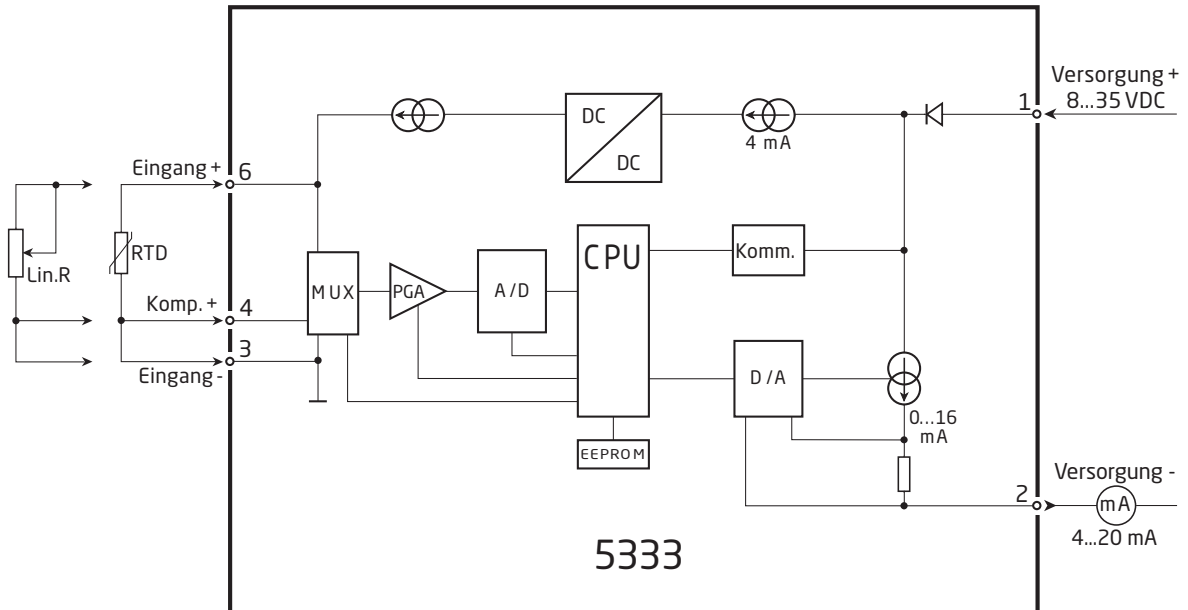 Versorgung +
8...35 VDC
1
DC
DC
4 mA
Eingang +
6
RTD
Lin.R
CPU
Komm.
MUX
PGA
A/D
Komp. +
4
3
Eingang -
D/A
0...16
mA
EEPROM
Versorgung -
2
mA
4...20 mA
5333